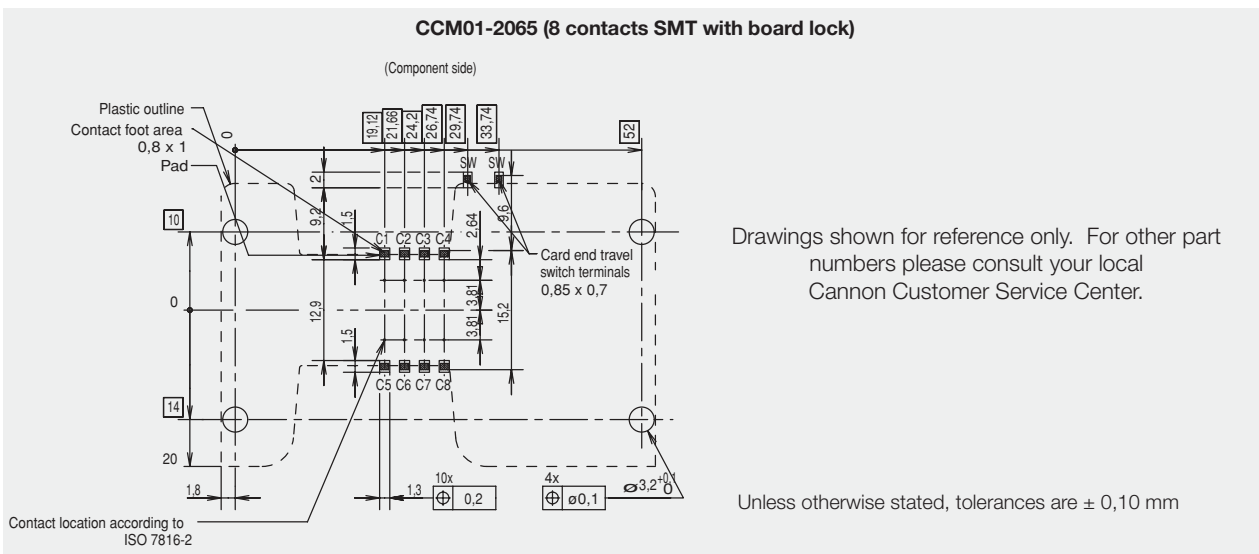 CCM01-2065 (8 contacts SMT with board lock)
(Component side)
Plastic outline
Contact foot area
0,8 x 1
Pad
0
19,12
21,66
24,2
26,74
29,74
33,74
52
SW SW
2
9,2
1,5
2,64
9,6
10
C1 C2 C3 C4
Card end travel
switch terminals
0,85 x 0,7
0
12,9
3,81
3,81
15,2
1,5
C5 C6 C7 C8
14
20
1,8
1,3
10x
⌖ 0,2
4x
⌖ ø0,1
ø3,2 +0,1 0
Contact location according to
ISO 7816-2
Drawings shown for reference only. For other part
numbers please consult your local
Cannon Customer Service Center.
Unless otherwise stated, tolerances are ± 0,10 mm